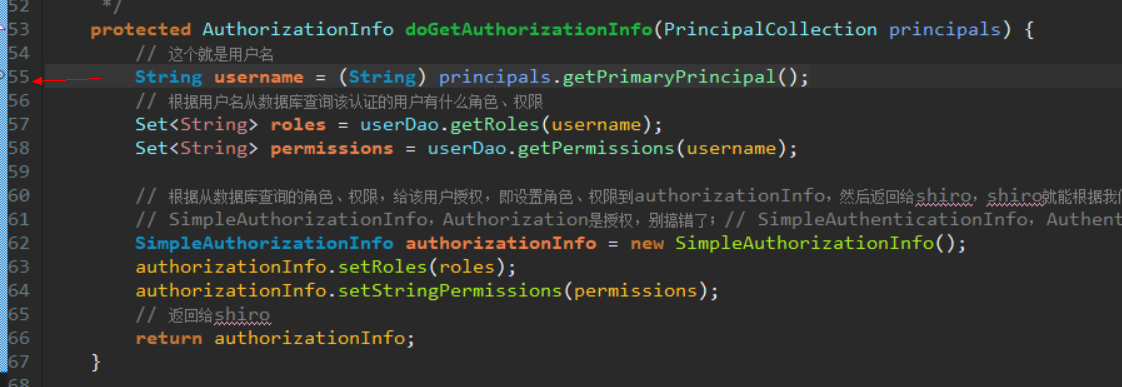 52 */
53 protected AuthorizationInfo doGetAuthorizationInfo(PrincipalCollection principals) {
54 // 这个就是用户名
55 String username = (String) principals.getPrimaryPrincipal();
56 // 根据用户名从数据库查询该认证的用户有什么角色、权限
57 Set<String> roles = userDao.getRoles(username);
58 Set<String> permissions = userDao.getPermissions(username);
59
60 // 根据从数据库查询的角色、权限，给该用户授权，即设置角色、权限到authorizationInfo，然后返回给shiro，shiro就能根据我们
61 // SimpleAuthorizationInfo，Authorization是授权，别搞错了；// SimpleAuthenticationInfo，Authent
62 SimpleAuthorizationInfo authorizationInfo = new SimpleAuthorizationInfo();
63 authorizationInfo.setRoles(roles);
64 authorizationInfo.setStringPermissions(permissions);
65 // 返回给shiro
66 return authorizationInfo;
67 }
68